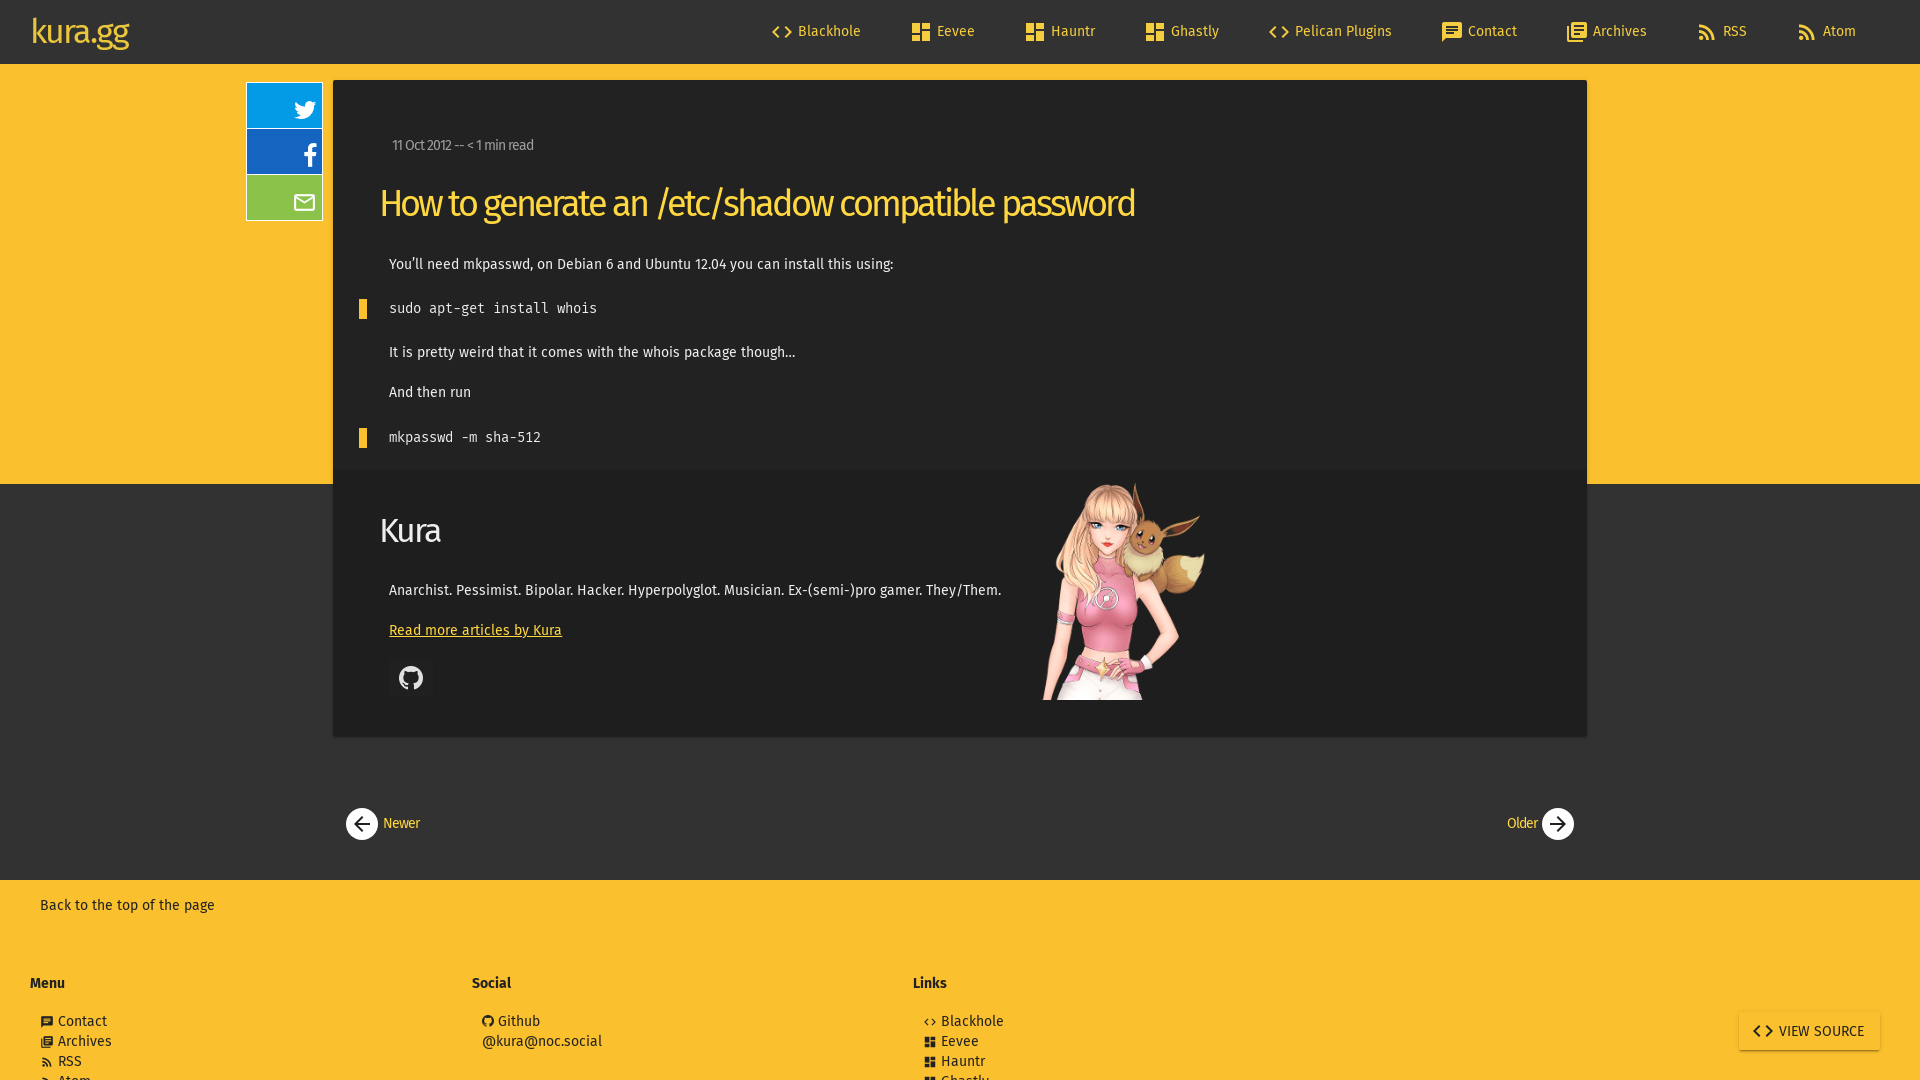 kura.gg
Blackhole
Eevee
Hauntr
Ghastly
Pelican Plugins
Contact
Archives
RSS
Atom
11 Oct 2012 -- < 1 min read
How to generate an /etc/shadow compatible password
You’ll need mkpasswd, on Debian 6 and Ubuntu 12.04 you can install this using:
sudo apt-get install whois
It is pretty weird that it comes with the whois package though…
And then run
mkpasswd -m sha-512
Kura
Anarchist. Pessimist. Bipolar. Hacker. Hyperpolyglot. Musician. Ex-(semi-)pro gamer. They/Them.
Read more articles by Kura
Newer
Older
Back to the top of the page
Menu
Contact
Archives
RSS
Atom
Social
Github
@kura@noc.social
Links
Blackhole
Eevee
Hauntr
Ghastly
VIEW SOURCE